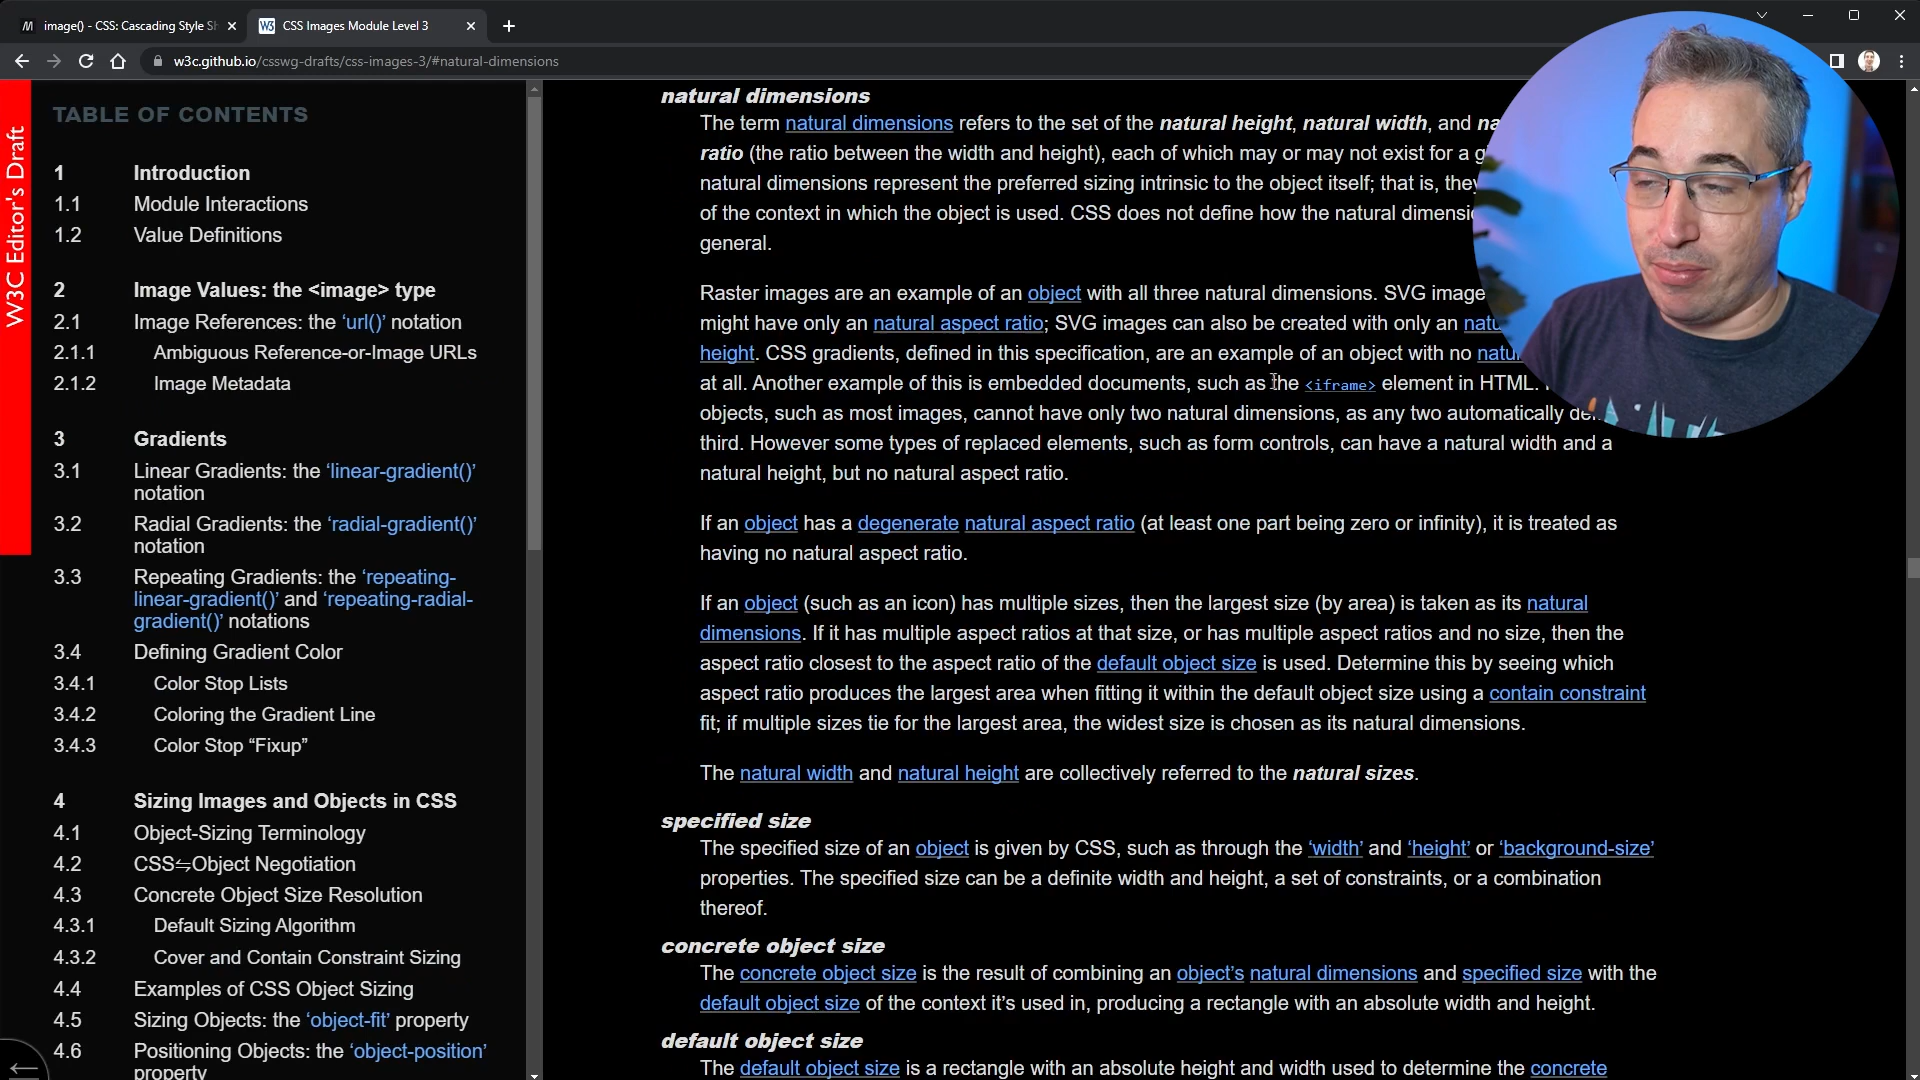 image() - CSS: Cascading Style Sh
CSS Images Module Level 3
w3c.github.io/csswg-drafts/css-images-3/#natural-dimensions
W3C Editor's Draft
TABLE OF CONTENTS
1 Introduction
1.1 Module Interactions
1.2 Value Definitions
2 Image Values: the <image> type
2.1 Image References: the ‘url()’ notation
2.1.1 Ambiguous Reference-or-Image URLs
2.1.2 Image Metadata
3 Gradients
3.1 Linear Gradients: the ‘linear-gradient()’
notation
3.2 Radial Gradients: the ‘radial-gradient()’
notation
3.3 Repeating Gradients: the ‘repeating-
linear-gradient()’ and ‘repeating-radial-
gradient()’ notations
3.4 Defining Gradient Color
3.4.1 Color Stop Lists
3.4.2 Coloring the Gradient Line
3.4.3 Color Stop “Fixup”
4 Sizing Images and Objects in CSS
4.1 Object-Sizing Terminology
4.2 CSS⇋Object Negotiation
4.3 Concrete Object Size Resolution
4.3.1 Default Sizing Algorithm
4.3.2 Cover and Contain Constraint Sizing
4.4 Examples of CSS Object Sizing
4.5 Sizing Objects: the ‘object-fit’ property
4.6 Positioning Objects: the ‘object-position’
property
natural dimensions
The term natural dimensions refers to the set of the natural height, natural width, and na
ratio (the ratio between the width and height), each of which may or may not exist for a g
natural dimensions represent the preferred sizing intrinsic to the object itself; that is, they
of the context in which the object is used. CSS does not define how the natural dimensi
general.
Raster images are an example of an object with all three natural dimensions. SVG image
might have only an natural aspect ratio; SVG images can also be created with only an natu
height. CSS gradients, defined in this specification, are an example of an object with no natu
at all. Another example of this is embedded documents, such as the <iframe> element in HTML.
objects, such as most images, cannot have only two natural dimensions, as any two automatically de
third. However some types of replaced elements, such as form controls, can have a natural width and a
natural height, but no natural aspect ratio.
If an object has a degenerate natural aspect ratio (at least one part being zero or infinity), it is treated as
having no natural aspect ratio.
If an object (such as an icon) has multiple sizes, then the largest size (by area) is taken as its natural
dimensions. If it has multiple aspect ratios at that size, or has multiple aspect ratios and no size, then the
aspect ratio closest to the aspect ratio of the default object size is used. Determine this by seeing which
aspect ratio produces the largest area when fitting it within the default object size using a contain constraint
fit; if multiple sizes tie for the largest area, the widest size is chosen as its natural dimensions.
The natural width and natural height are collectively referred to the natural sizes.
specified size
The specified size of an object is given by CSS, such as through the ‘width’ and ‘height’ or ‘background-size’
properties. The specified size can be a definite width and height, a set of constraints, or a combination
thereof.
concrete object size
The concrete object size is the result of combining an object’s natural dimensions and specified size with the
default object size of the context it’s used in, producing a rectangle with an absolute width and height.
default object size
The default object size is a rectangle with an absolute height and width used to determine the concrete